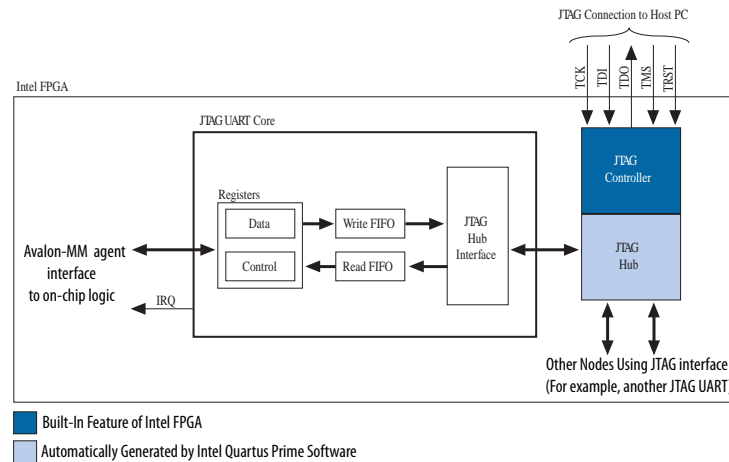 JTAG Connection to Host PC
TCK
TDI
TDO
TMS
TRST
Intel FPGA
JTAG UART Core
JTAG
Controller
Registers
Data
Write FIFO
JTAG
Hub
Interface
Control
Read FIFO
JTAG
Hub
Avalon-MM agent
interface
to on-chip logic
IRQ
Other Nodes Using JTAG interface
(For example, another JTAG UART)
Built-In Feature of Intel FPGA
Automatically Generated by Intel Quartus Prime Software